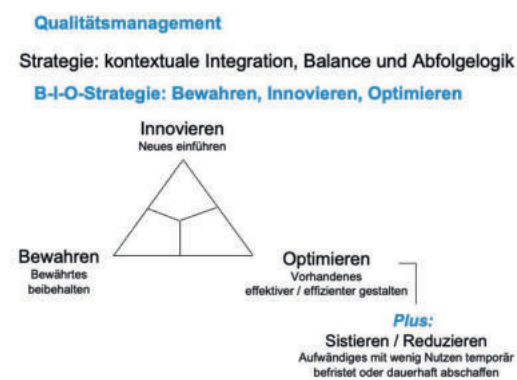 Qualitätsmanagement
Strategie: kontextuale Integration, Balance und Abfolgelogik
B-I-O-Strategie: Bewahren, Innovieren, Optimieren
Innovieren
Neues einführen
Bewahren
Bewährtes
beibehalten
Optimieren
Vorhandenes
effektiver / effizienter gestalten
Plus:
Sistieren / Reduzieren
Aufwändiges mit wenig Nutzen temporär
befristet oder dauerhaft abschaffen